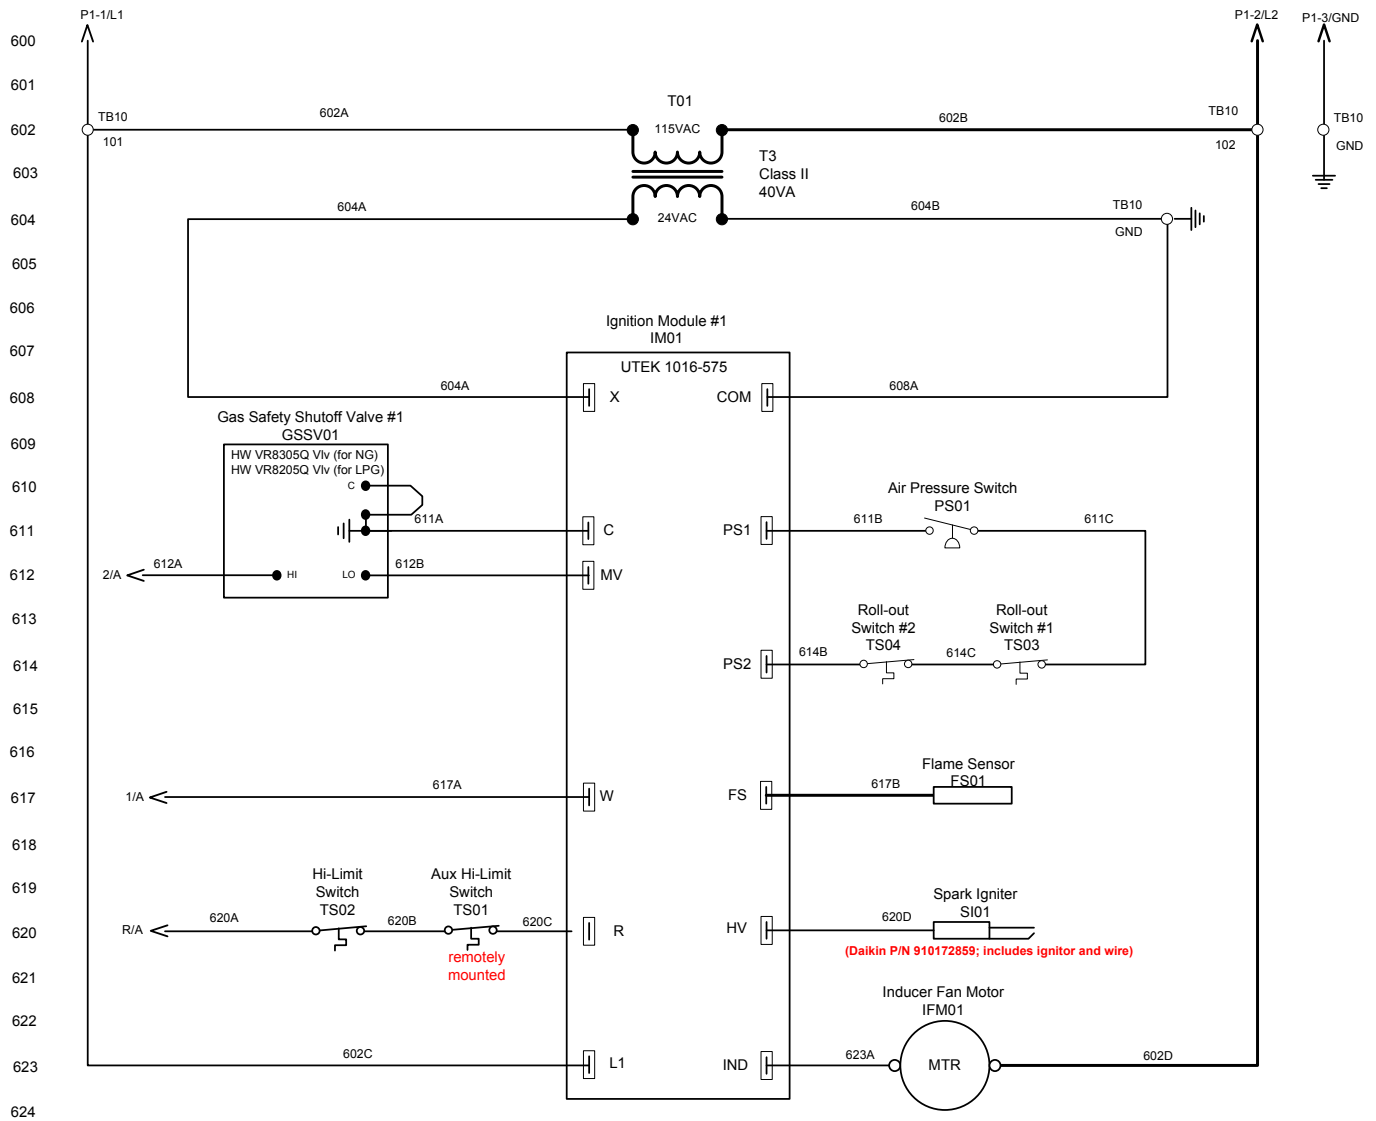 P1-1/L1
P1-2/L2
P1-3/GND
600
601
T01
602A
602B
TB10
TB10
TB10
602
115VAC
101
102
GND
T3
Class II
40VA
603
604A
604B
TB10
604
24VAC
GND
605
606
Ignition Module #1
IM01
607
UTEK 1016-575
604A
608A
608
X
COM
Gas Safety Shutoff Valve #1
GSSV01
609
HW VR8305Q Vlv (for NG)
HW VR8205Q Vlv (for LPG)
610
C
Air Pressure Switch
PS01
611A
611B
611C
611
C
PS1
612A
612B
612
2/A
HI
LO
MV
613
Roll-out
Switch #2
TS04
Roll-out
Switch #1
TS03
614B
614C
614
PS2
615
616
Flame Sensor
FS01
617A
617B
617
1/A
W
FS
618
619
Hi-Limit
Switch
TS02
Aux Hi-Limit
Switch
TS01
Spark Igniter
SI01
620A
620B
620C
620D
620
R/A
R
HV
remotely
mounted
(Daikin P/N 910172859; includes ignitor and wire)
621
622
Inducer Fan Motor
IFM01
602C
623A
602D
623
L1
IND
MTR
624